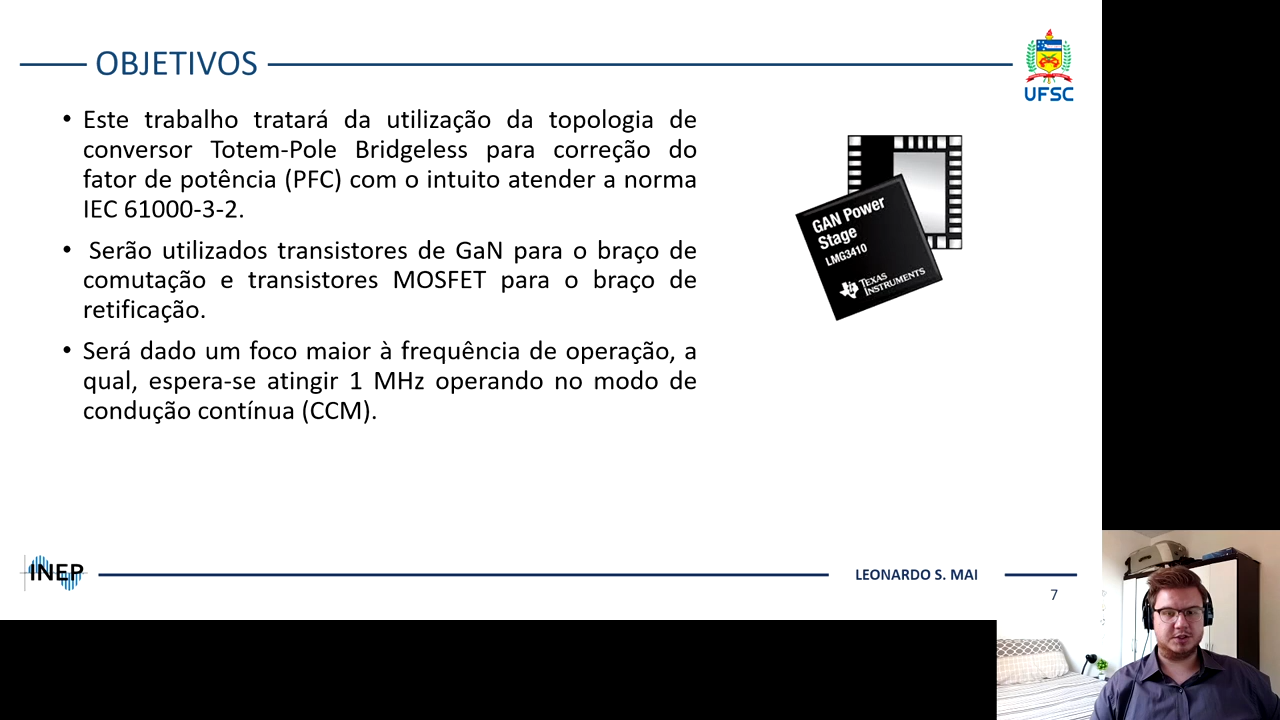 OBJETIVOS
UFSC
• Este trabalho tratará da utilização da topologia de
conversor Totem-Pole Bridgeless para correção do
fator de potência (PFC) com o intuito atender a norma
IEC 61000-3-2.
• Serão utilizados transistores de GaN para o braço de
comutação e transistores MOSFET para o braço de
retificação.
• Será dado um foco maior à frequência de operação, a
qual, espera-se atingir 1 MHz operando no modo de
condução contínua (CCM).
GAN Power
Stage
LMG3410
TEXAS
INSTRUMENTS
INEP
LEONARDO S. MAI
7